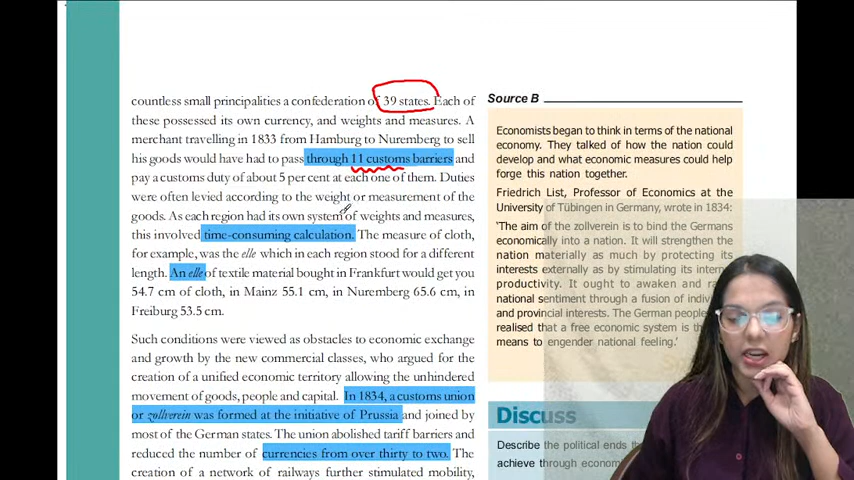 countless small principalities a confederation of 39 states. Each of
these possessed its own currency, and weights and measures. A
merchant travelling in 1833 from Hamburg to Nuremberg to sell
his goods would have had to pass through 11 customs barriers and
pay a customs duty of about 5 per cent at each one of them. Duties
were often levied according to the weight or measurement of the
goods. As each region had its own system of weights and measures,
this involved time-consuming calculation. The measure of cloth,
for example, was the elle which in each region stood for a different
length. An elle of textile material bought in Frankfurt would get you
54.7 cm of cloth, in Mainz 55.1 cm, in Nuremberg 65.6 cm, in
Freiburg 53.5 cm.
Such conditions were viewed as obstacles to economic exchange
and growth by the new commercial classes, who argued for the
creation of a unified economic territory allowing the unhindered
movement of goods, people and capital. In 1834, a customs union
or zollverein was formed at the initiative of Prussia and joined by
most of the German states. The union abolished tariff barriers and
reduced the number of currencies from over thirty to two. The
creation of a network of railways further stimulated mobility,
Source B
Economists began to think in terms of the national
economy. They talked of how the nation could
develop and what economic measures could help
forge this nation together.
Friedrich List, Professor of Economics at the
University of Tübingen in Germany, wrote in 1834:
‘The aim of the zollverein is to bind the Germans
economically into a nation. It will strengthen the
nation materially as much by protecting its
interests externally as by stimulating its
productivity. It ought to awaken and
national sentiment through a fusion of
and provincial interests. The German
realised that a free economic system is
means to engender national feeling.’
Discuss
Describe the political ends
achieve through